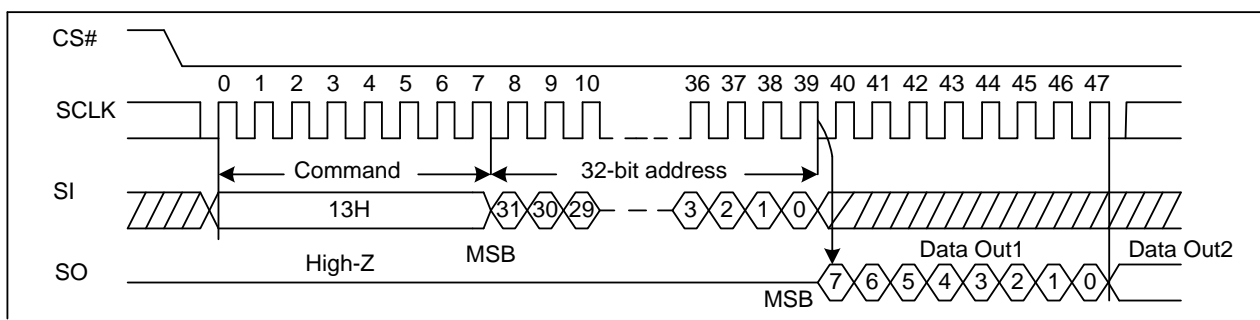 CS#
0 1 2 3 4 5 6 7 8 9 10 36 37 38 39 40 41 42 43 44 45 46 47
SCLK
Command 32-bit address
SI
13H 31 30 29 3 2 1 0
High-Z MSB Data Out1 Data Out2
SO
MSB 7 6 5 4 3 2 1 0